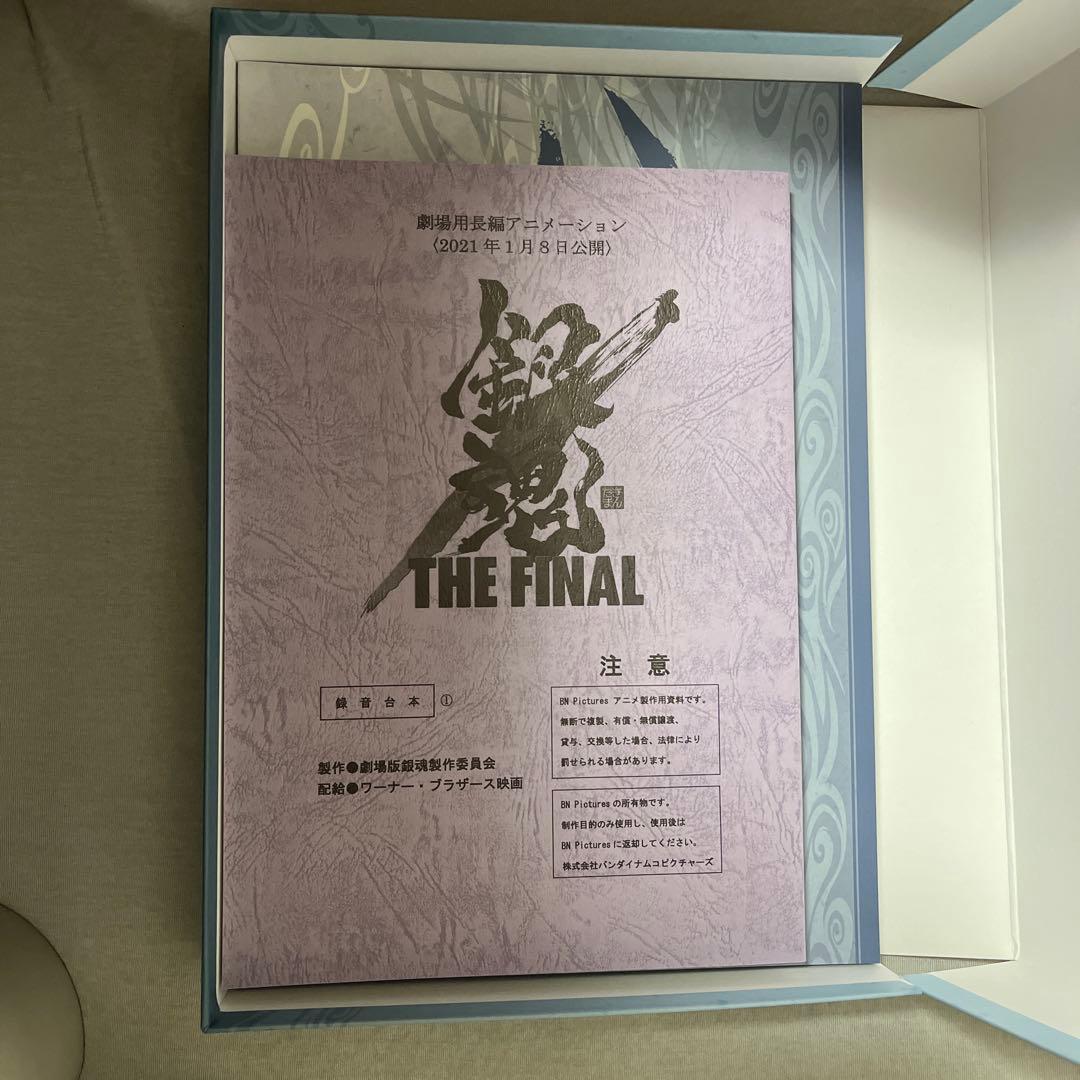 劇場用長編アニメーション
〈2021年1月8日公開〉
銀魂
ぎん
たま
THE FINAL
注 意
録 音 台 本 ①
BN Pictures アニメ製作用資料です。
無断で複製、有償・無償譲渡、
貸与、交換等した場合、法律により
罰せられる場合があります。
製作●劇場版銀魂製作委員会
配給●ワーナー・ブラザース映画
BN Pictures の所有物です。
制作目的のみ使用し、使用後は
BN Pictures に返却してください。
株式会社バンダイナムコピクチャーズ